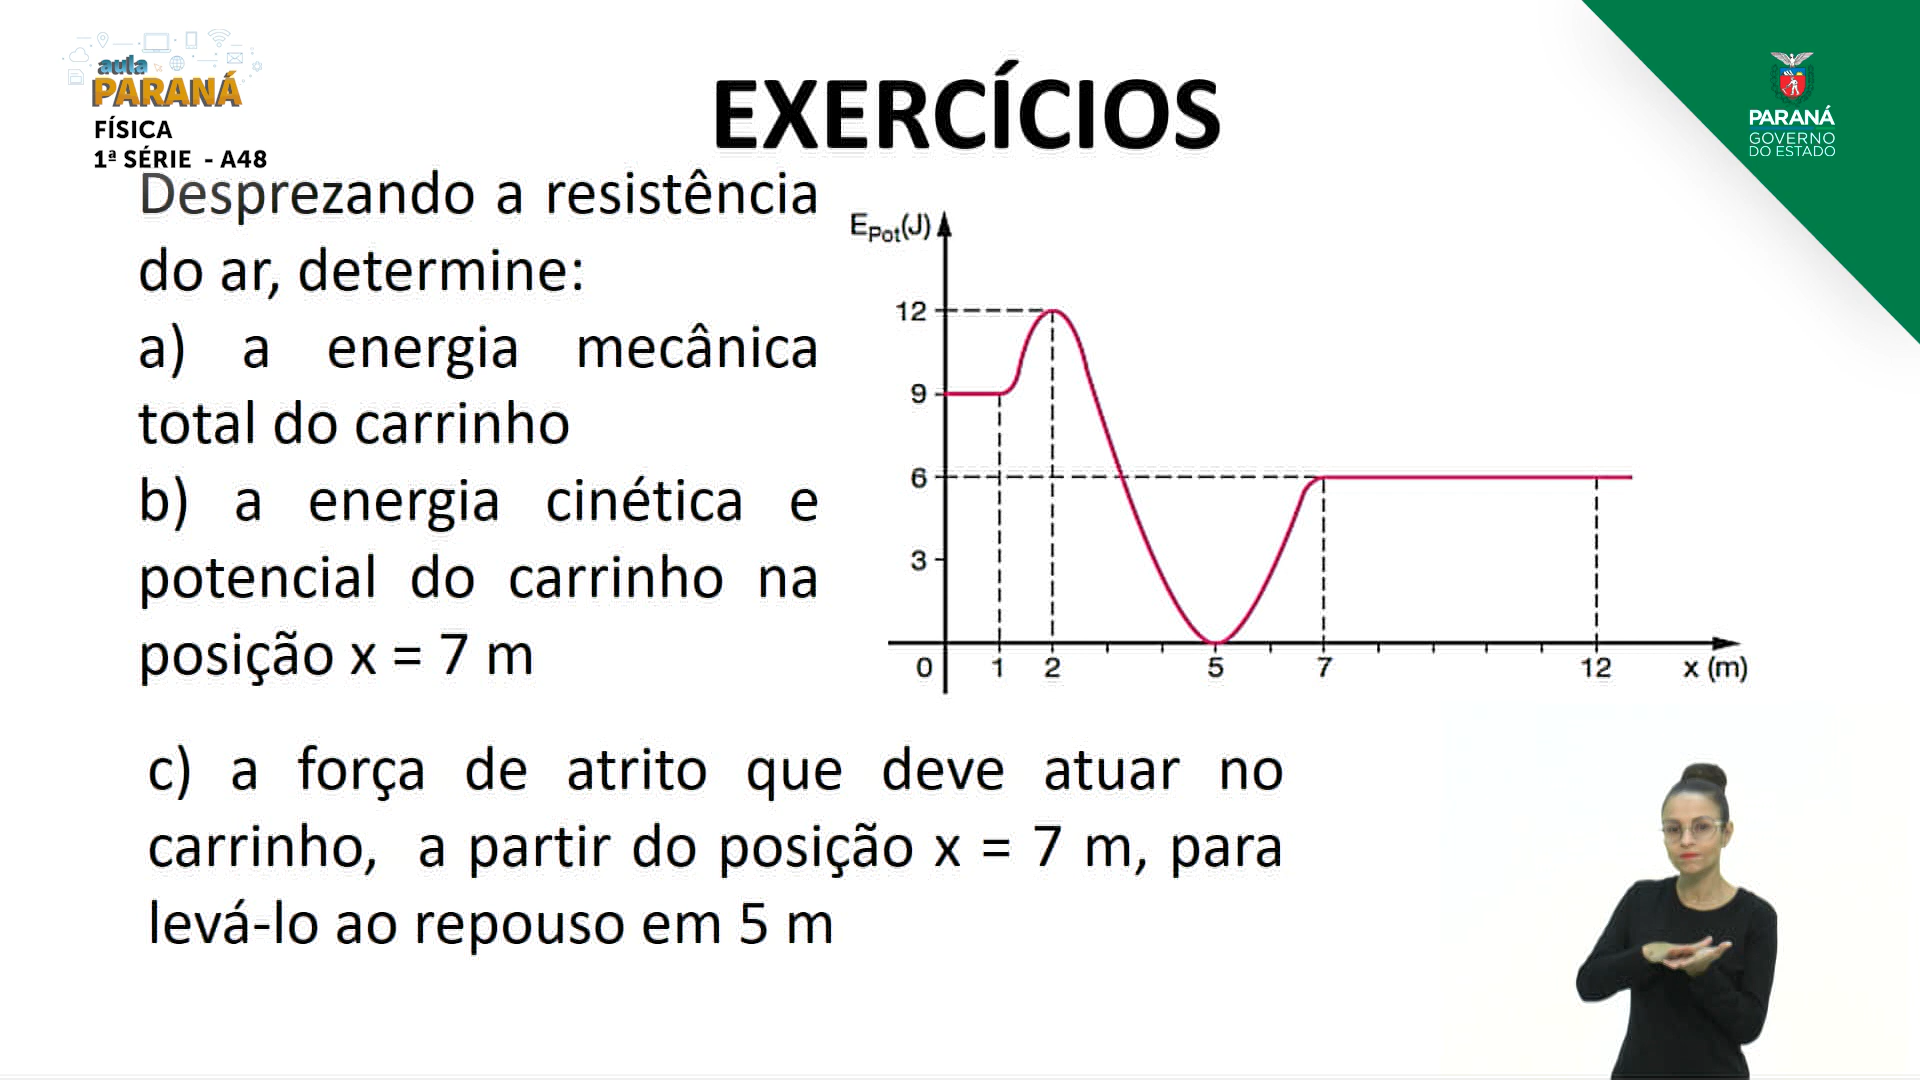 aula
PARANÁ
FÍSICA
1ª SÉRIE - A48
EXERCÍCIOS
PARANÁ
GOVERNO
DO ESTADO
Desprezando a resistência
do ar, determine:
a) a energia mecânica
total do carrinho
b) a energia cinética e
potencial do carrinho na
posição x = 7 m
EPot(J)
12
9
6
3
0 1 2 5 7 12 x (m)
c) a força de atrito que deve atuar no
carrinho, a partir do posição x = 7 m, para
levá-lo ao repouso em 5 m